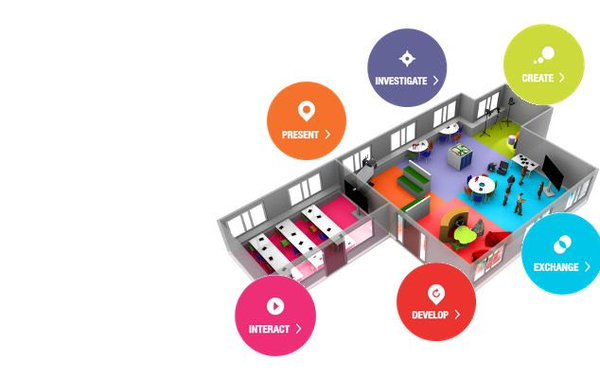 INVESTIGATE
CREATE
PRESENT
EXCHANGE
INTERACT
DEVELOP